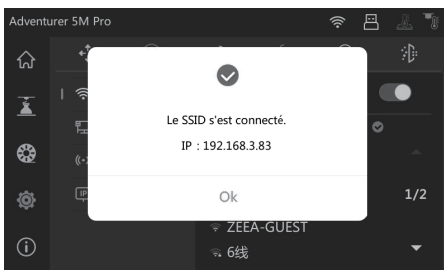 Adventurer 5M Pro
Le SSID s'est connecté.
IP : 192.168.3.83
Ok
IP
1/2
ZEEA-GUEST
6线